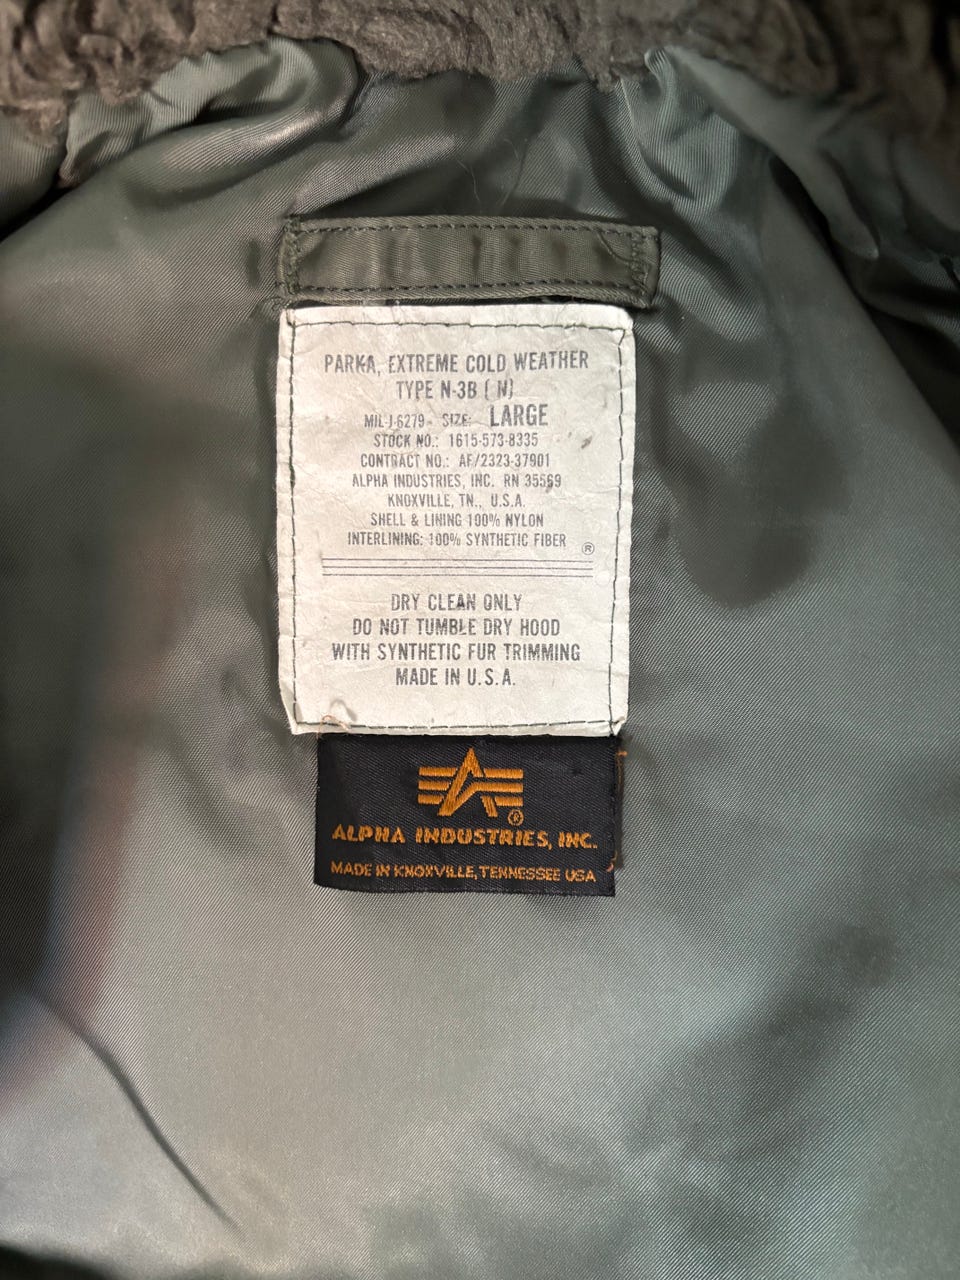 PARKA, EXTREME COLD WEATHER
TYPE N-3B ( N)
MIL-J-6279- SIZE: LARGE
STOCK NO.: 1615-573-8335
CONTRACT NO.: AF/2323-37901
ALPHA INDUSTRIES, INC. RN 35569
KNOXVILLE, TN., U.S.A.
SHELL & LINING 100% NYLON
INTERLINING: 100% SYNTHETIC FIBER ®
DRY CLEAN ONLY
DO NOT TUMBLE DRY HOOD
WITH SYNTHETIC FUR TRIMMING
MADE IN U.S.A.
®
ALPHA INDUSTRIES, INC.
MADE IN KNOXVILLE, TENNESSEE USA